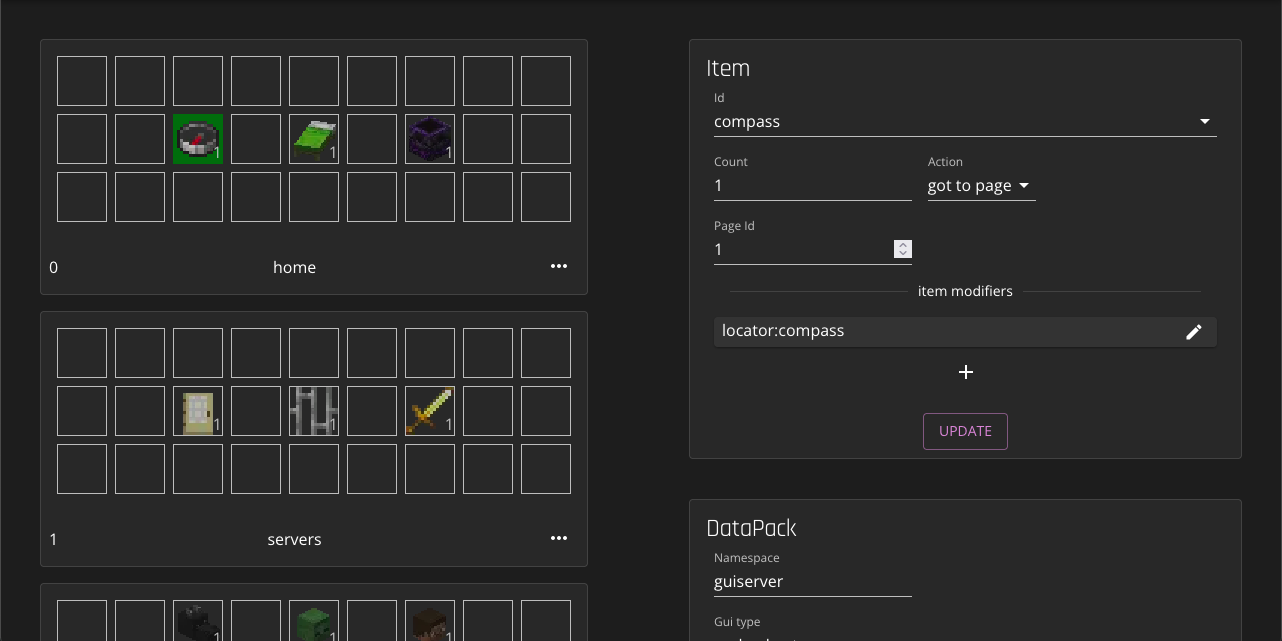 1
1
1
0
home
...
1
1
1
1
servers
...
1
1
1
Item
Id
compass
Count
Action
1
got to page
Page Id
1
item modifiers
locator:compass
+
UPDATE
DataPack
Namespace
guiserver
Gui type